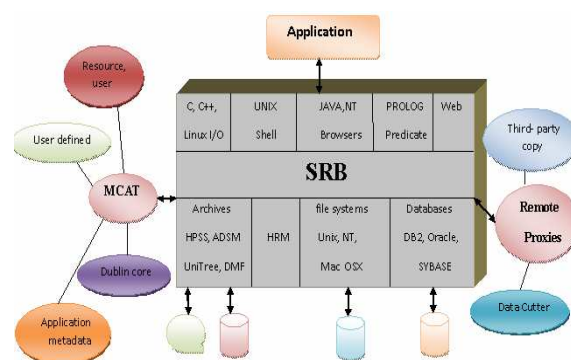 Application
Resource,
user
C, C++,
Linux I/O
UNIX
Shell
JAVA,NT
Browsers
PROLOG
Predicate
Web
User defined
Third- party
copy
SRB
MCAT
Remote
Proxies
Archives
HPSS, ADSM
UniTree, DMF
HRM
file systems
Unix, NT,
Mac OSX
Databases
DB2, Oracle,
SYBASE
Dublin core
Application
metadata
Data Cutter